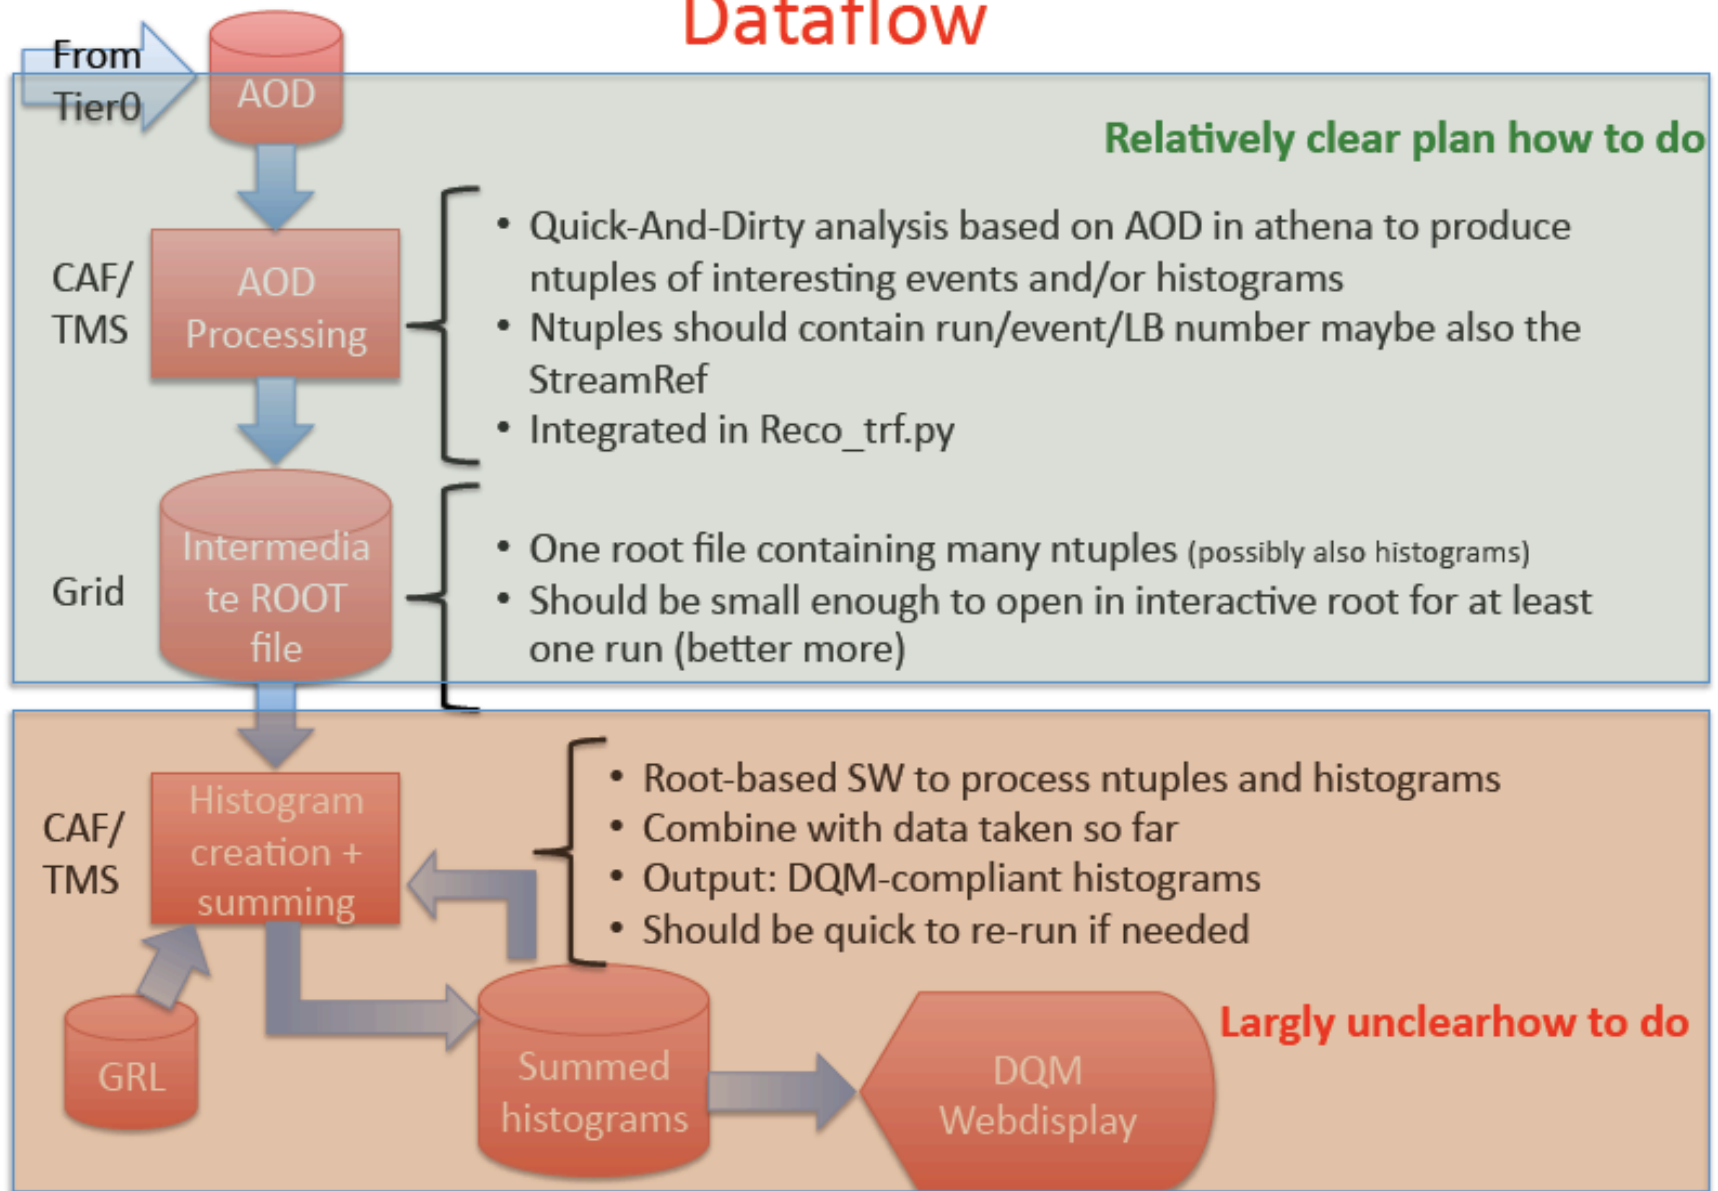 Dataflow
From
Tier0
AOD
Relatively clear plan how to do
CAF/
TMS
AOD
Processing
• Quick-And-Dirty analysis based on AOD in athena to produce
ntuples of interesting events and/or histograms
• Ntuples should contain run/event/LB number maybe also the
StreamRef
• Integrated in Reco_trf.py
Grid
Intermedia
te ROOT
file
• One root file containing many ntuples (possibly also histograms)
• Should be small enough to open in interactive root for at least
one run (better more)
CAF/
TMS
Histogram
creation +
summing
• Root-based SW to process ntuples and histograms
• Combine with data taken so far
• Output: DQM-compliant histograms
• Should be quick to re-run if needed
GRL
Summed
histograms
DQM
Webdisplay
Largly unclearhow to do